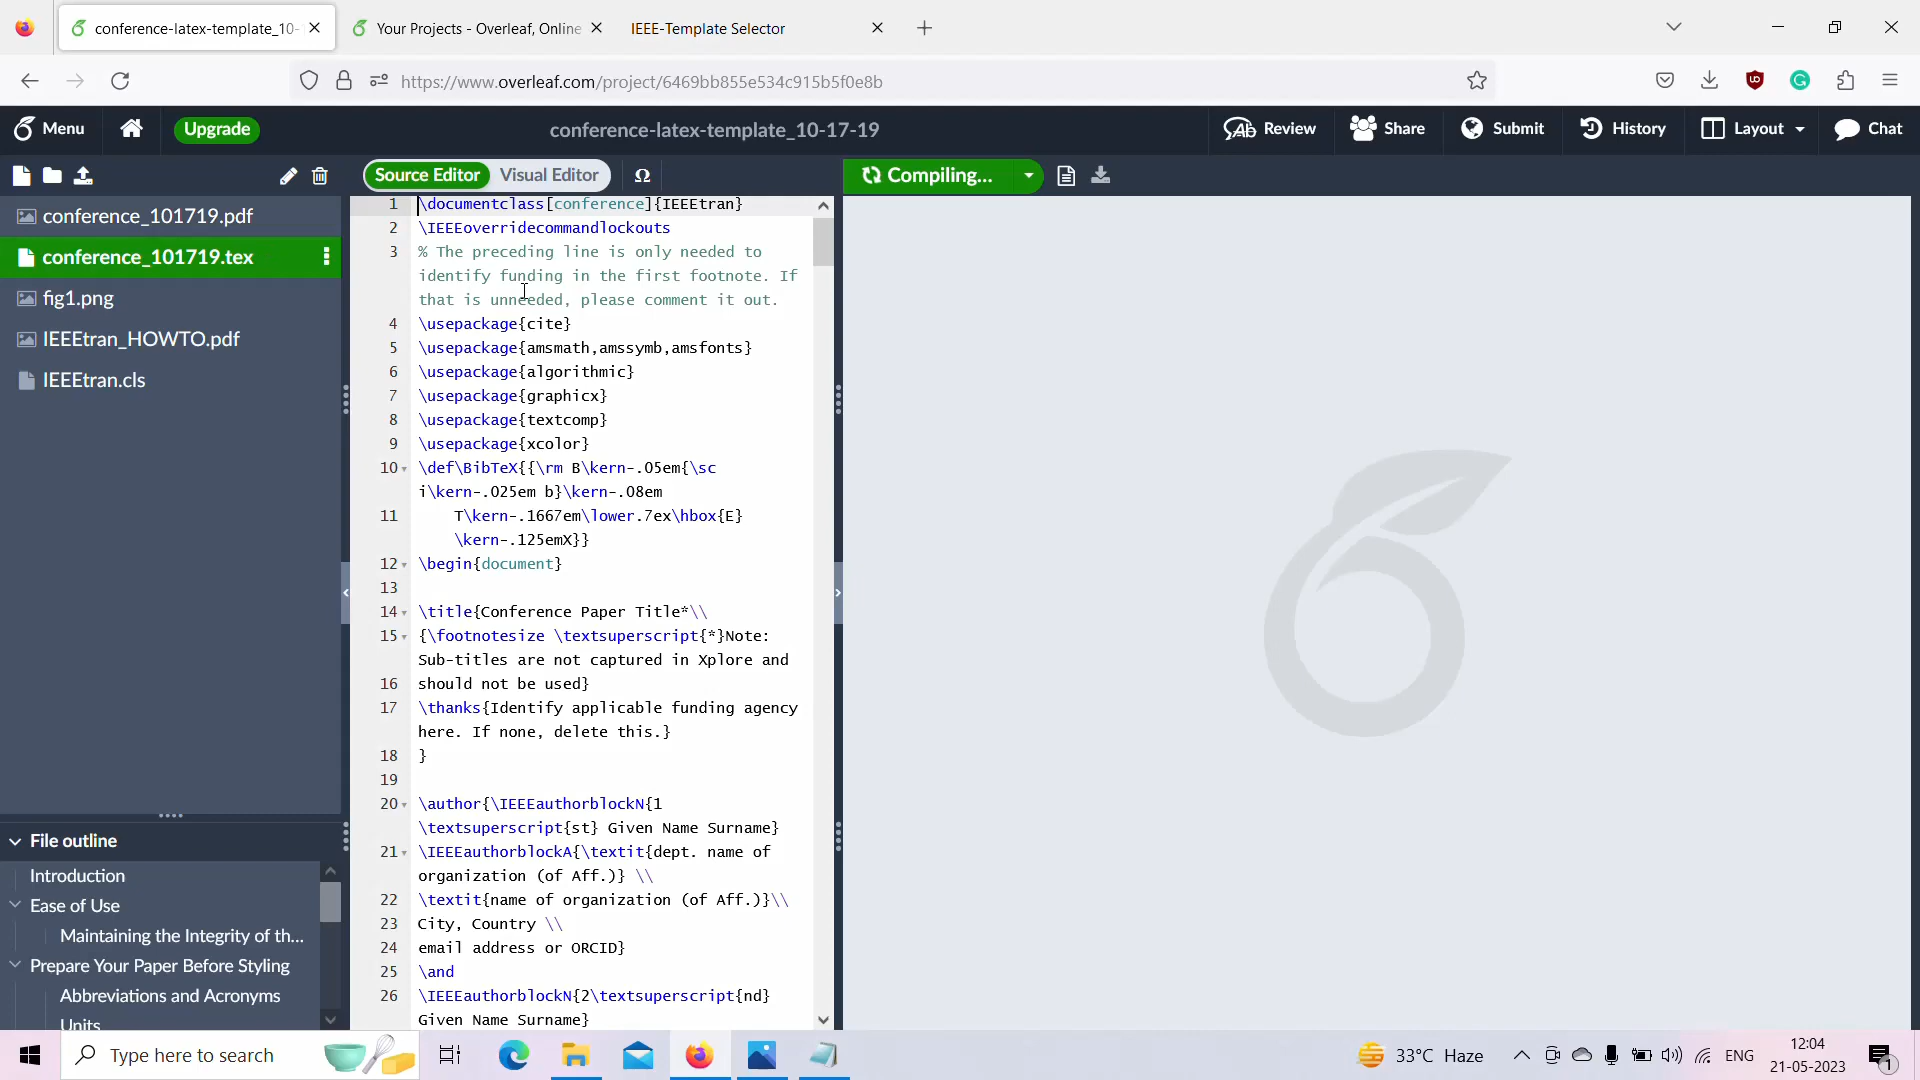 conference-latex-template_10-
Your Projects - Overleaf, Online
IEEE-Template Selector
https://www.overleaf.com/project/6469bb855e534c915b5f0e8b
Menu
Upgrade
conference-latex-template_10-17-19
Review
Share
Submit
History
Layout
Chat
Source Editor
Visual Editor
Ω
Compiling...
conference_101719.pdf
conference_101719.tex
fig1.png
IEEEtran_HOWTO.pdf
IEEEtran.cls
File outline
Introduction
Ease of Use
Maintaining the Integrity of th...
Prepare Your Paper Before Styling
Abbreviations and Acronyms
Units
1 \documentclass[conference]{IEEEtran}
2 \IEEEoverridecommandlockouts
3 % The preceding line is only needed to
identify funding in the first footnote. If
that is unneeded, please comment it out.
4 \usepackage{cite}
5 \usepackage{amsmath,amssymb,amsfonts}
6 \usepackage{algorithmic}
7 \usepackage{graphicx}
8 \usepackage{textcomp}
9 \usepackage{xcolor}
10 \def\BibTeX{{\rm B\kern-.05em{\sc
i\kern-.025em b}\kern-.08em
11 T\kern-.1667em\lower.7ex\hbox{E}
\kern-.125emX}}
12 \begin{document}
13
14 \title{Conference Paper Title*\\
15 {\footnotesize \textsuperscript{*}Note:
Sub-titles are not captured in Xplore and
16 should not be used}
17 \thanks{Identify applicable funding agency
here. If none, delete this.}
18 }
19
20 \author{\IEEEauthorblockN{1
\textsuperscript{st} Given Name Surname}
21 \IEEEauthorblockA{\textit{dept. name of
organization (of Aff.)} \\
22 \textit{name of organization (of Aff.)}\\
23 City, Country \\
24 email address or ORCID}
25 \and
26 \IEEEauthorblockN{2\textsuperscript{nd}
Given Name Surname}
Type here to search
33°C Haze
ENG
12:04
21-05-2023
1